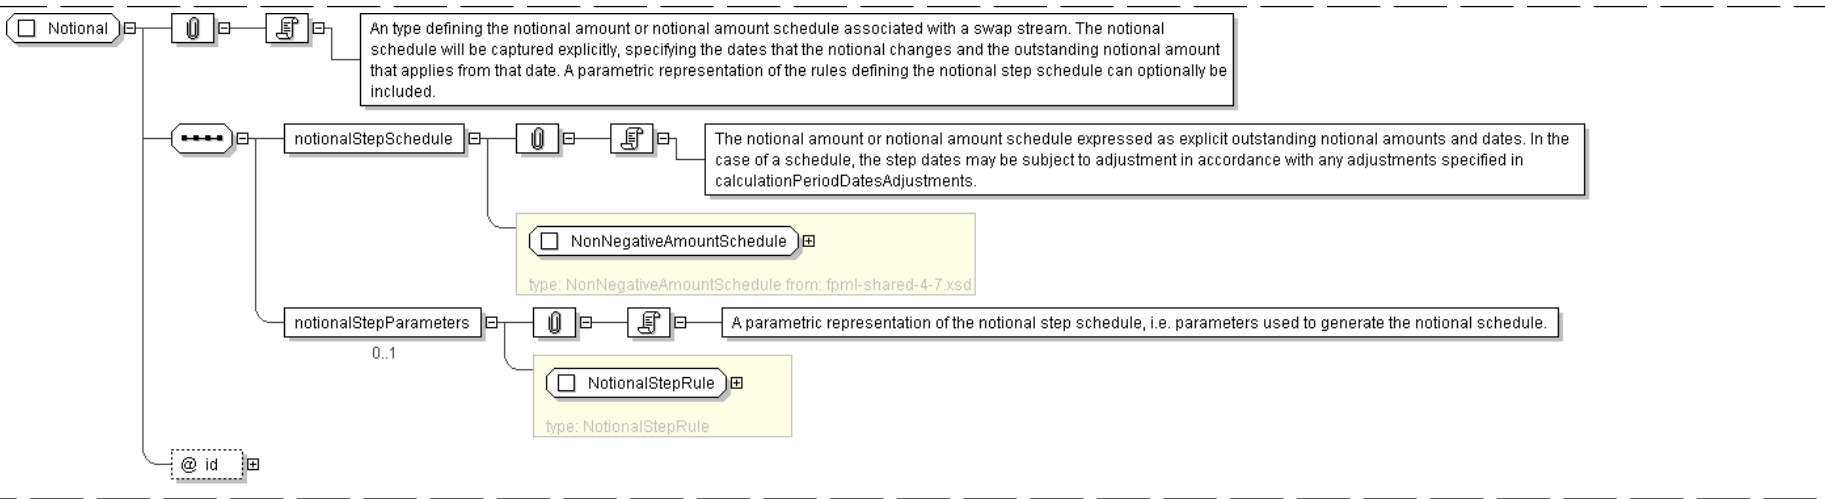 Notional
An type defining the notional amount or notional amount schedule associated with a swap stream. The notional
schedule will be captured explicitly, specifying the dates that the notional changes and the outstanding notional amount
that applies from that date. A parametric representation of the rules defining the notional step schedule can optionally be
included.
notionalStepSchedule
The notional amount or notional amount schedule expressed as explicit outstanding notional amounts and dates. In the
case of a schedule, the step dates may be subject to adjustment in accordance with any adjustments specified in
calculationPeriodDatesAdjustments.
NonNegativeAmountSchedule
type: NonNegativeAmountSchedule from: fpml-shared-4-7.xsd
notionalStepParameters
A parametric representation of the notional step schedule, i.e. parameters used to generate the notional schedule.
0..1
NotionalStepRule
type: NotionalStepRule
@ id